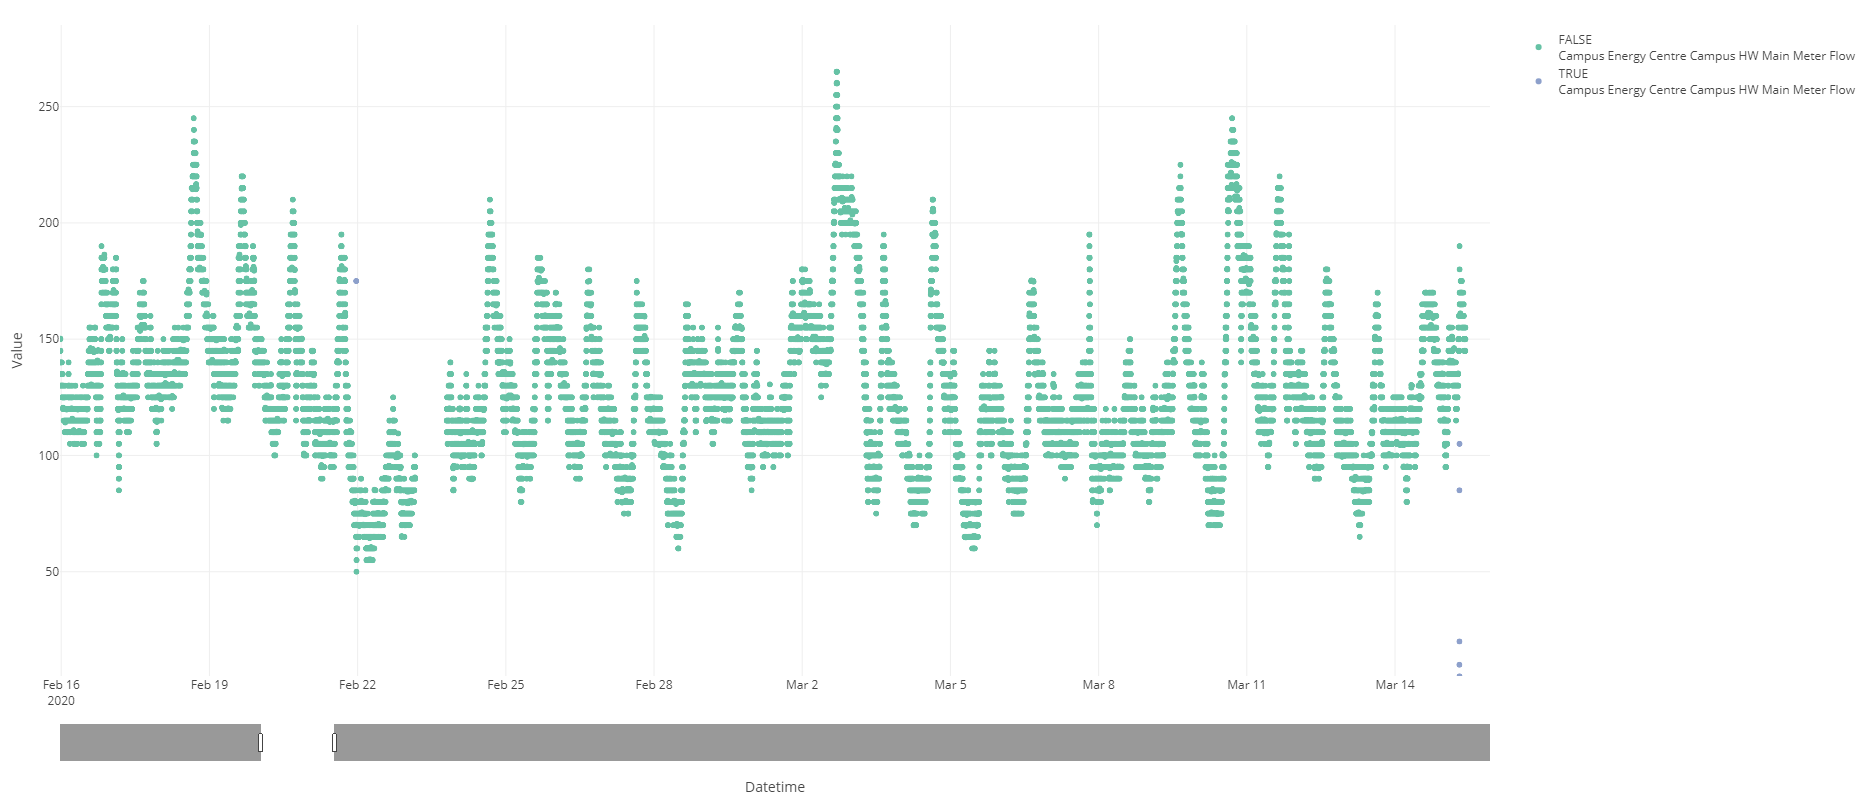 FALSE
Campus Energy Centre Campus HW Main Meter Flow
TRUE
Campus Energy Centre Campus HW Main Meter Flow
250
200
150
100
50
Value
Feb 16
2020
Feb 19
Feb 22
Feb 25
Feb 28
Mar 2
Mar 5
Mar 8
Mar 11
Mar 14
Datetime